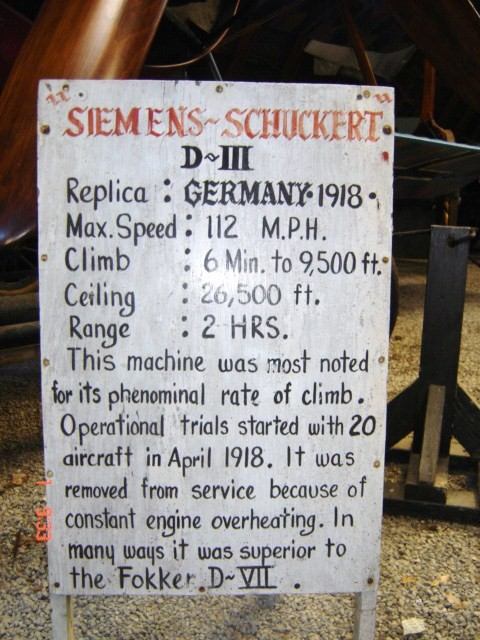 "SIEMENS~SCHUCKERT"
D~III
Replica : GERMANY·1918·
Max. Speed : 112 M.P.H.
Climb : 6 Min. to 9,500 ft.
Ceiling : 26,500 ft.
Range : 2 HRS.
This machine was most noted
for its phenominal rate of climb.
Operational trials started with 20
aircraft in April 1918. It was
removed from service because of
constant engine overheating. In
many ways it was superior to
the Fokker D~VII.